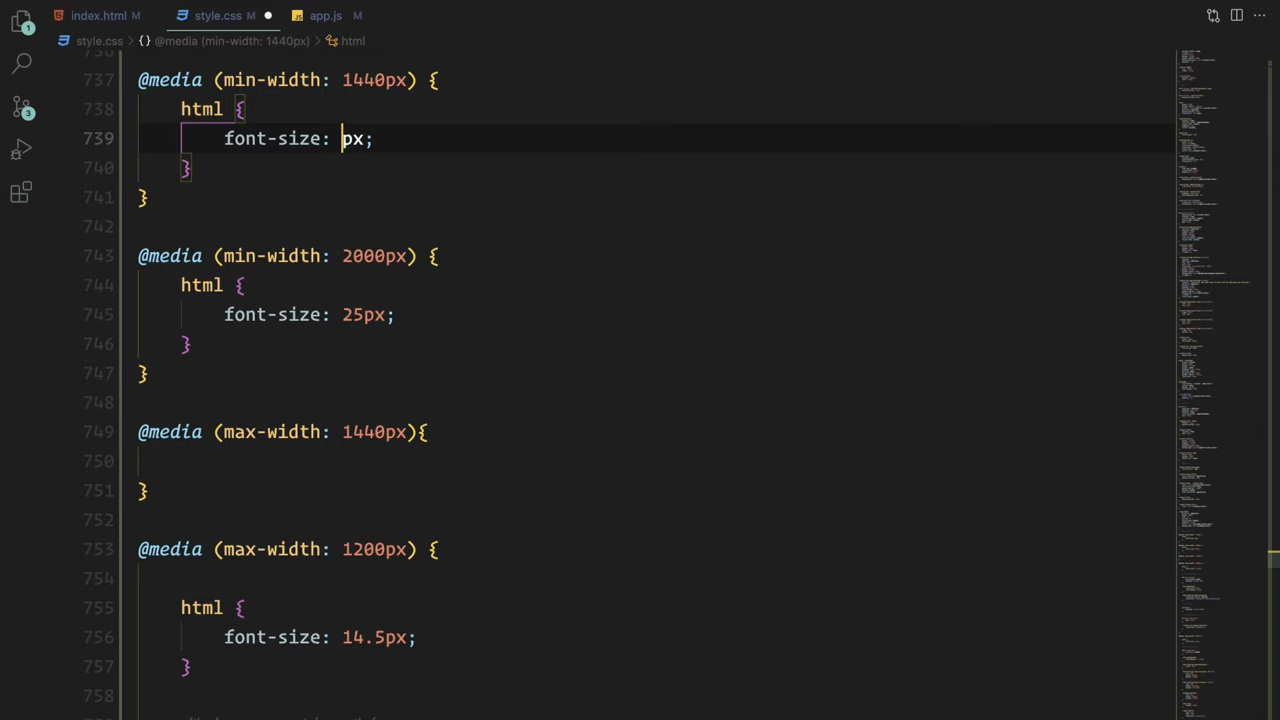 index.html M
style.css M
JS app.js M
style.css > {} @media (min-width: 1440px) > html
1
3
737 @media (min-width: 1440px) {
738 html {
739 font-size: px;
740 }
741 }
742
743 @media (min-width: 2000px) {
744 html {
745 font-size: 25px;
746 }
747 }
748
749 @media (max-width: 1440px){
750
751 }
752
753 @media (max-width: 1200px) {
754
755 html {
756 font-size: 14.5px;
757 }
758